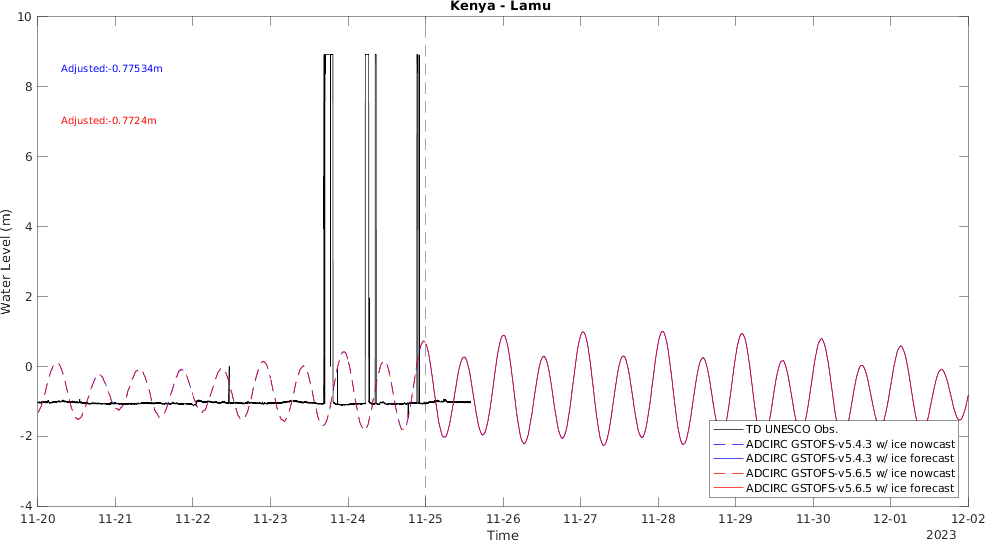 Kenya - Lamu
10
8
6
4
2
0
-2
-4
Water Level (m)
Adjusted:-0.77534m
Adjusted:-0.7724m
TD UNESCO Obs.
ADCIRC GSTOFS-v5.4.3 w/ ice nowcast
ADCIRC GSTOFS-v5.4.3 w/ ice forecast
ADCIRC GSTOFS-v5.6.5 w/ ice nowcast
ADCIRC GSTOFS-v5.6.5 w/ ice forecast
11-20 11-21 11-22 11-23 11-24 11-25 11-26 11-27 11-28 11-29 11-30 12-01 12-02
Time
2023